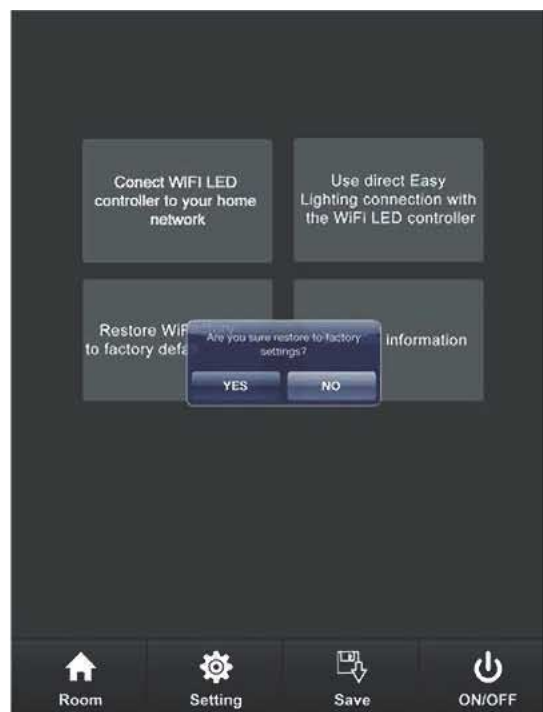 Conect WIFI LED
controller to your home
network
Use direct Easy
Lighting connection with
the WiFi LED controller
Restore WiF
to factory defa
Are you sure restore to factory
settings?
YES
NO
information
Room
Setting
Save
ON/OFF